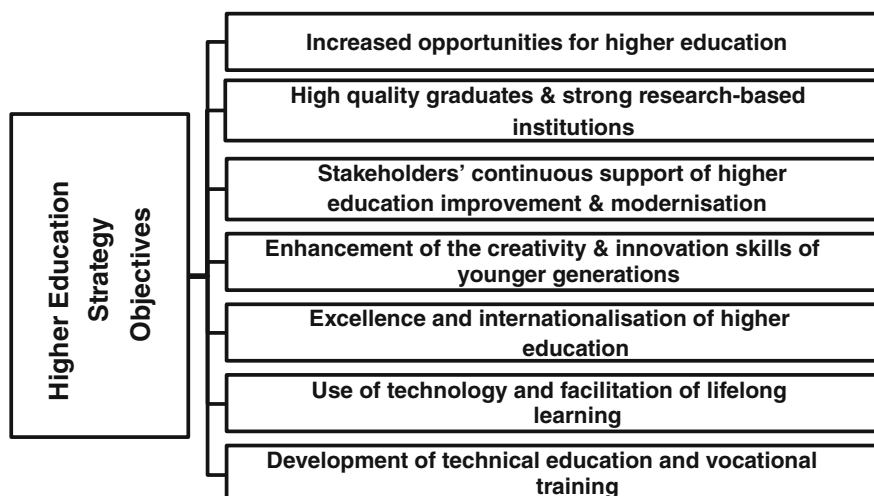 Higher Education
Strategy
Objectives
Increased opportunities for higher education
High quality graduates & strong research-based
institutions
Stakeholders’ continuous support of higher
education improvement & modernisation
Enhancement of the creativity & innovation skills of
younger generations
Excellence and internationalisation of higher
education
Use of technology and facilitation of lifelong
learning
Development of technical education and vocational
training